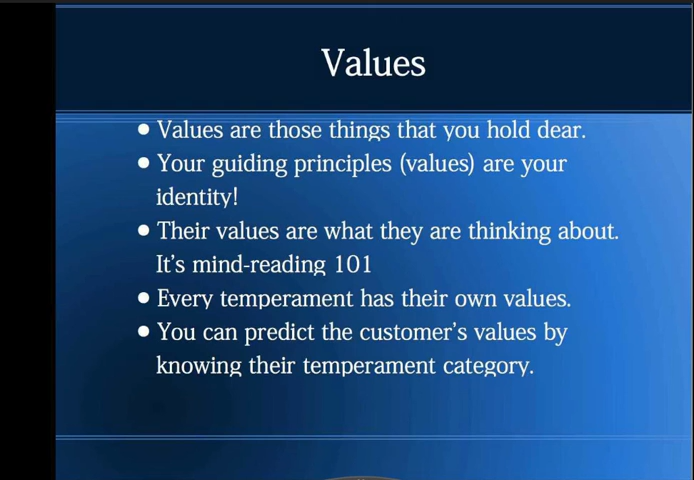 Values
● Values are those things that you hold dear.
● Your guiding principles (values) are your
identity!
● Their values are what they are thinking about.
It’s mind-reading 101
● Every temperament has their own values.
● You can predict the customer’s values by
knowing their temperament category.